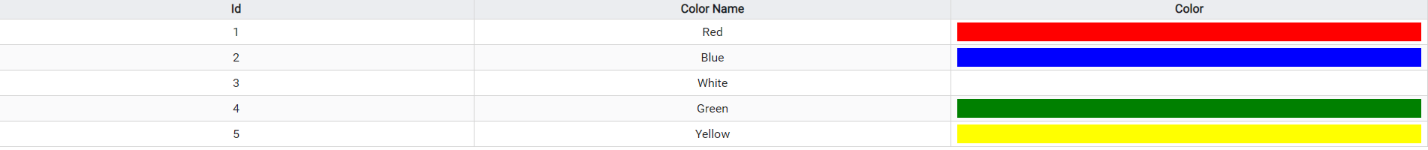 Id Color Name Color
1 Red
2 Blue
3 White
4 Green
5 Yellow